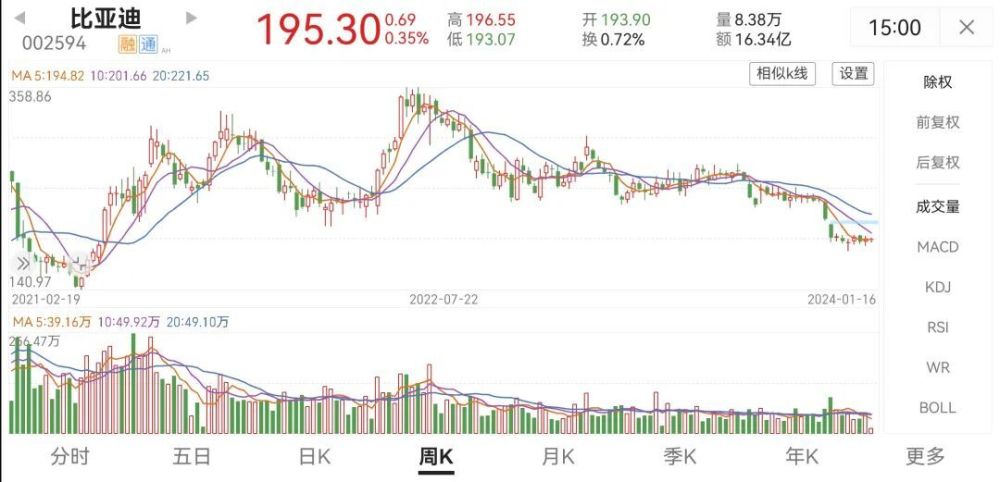 比亚迪
002594
融 通 AH
195.30
0.69
0.35%
高 196.55
低 193.07
开 193.90
换 0.72%
量 8.38万
额 16.34亿
15:00
MA 5:194.82 10:201.66 20:221.65
相似k线
设置
358.86
140.97
2021-02-19
2022-07-22
2024-01-16
MA 5:39.16万 10:49.92万 20:49.10万
256.47万
除权
前复权
后复权
成交量
MACD
KDJ
RSI
WR
BOLL
分时
五日
日K
周K
月K
季K
年K
更多